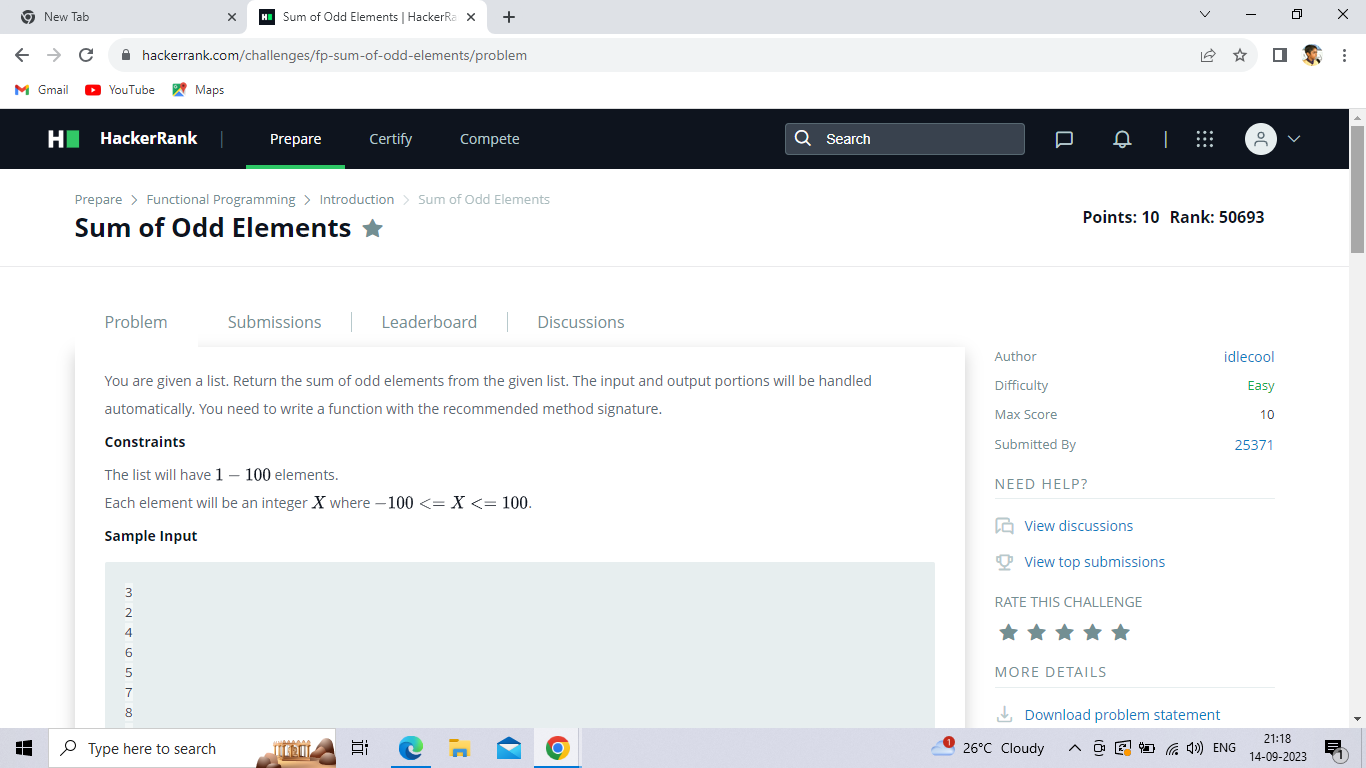 New Tab
Sum of Odd Elements | HackerRa
hackerrank.com/challenges/fp-sum-of-odd-elements/problem
Gmail YouTube Maps
HackerRank | Prepare Certify Compete Search
Prepare > Functional Programming > Introduction > Sum of Odd Elements
Sum of Odd Elements
Points: 10 Rank: 50693
Problem Submissions Leaderboard Discussions
You are given a list. Return the sum of odd elements from the given list. The input and output portions will be handled
automatically. You need to write a function with the recommended method signature.
Constraints
The list will have 1 − 100 elements.
Each element will be an integer X where −100 <= X <= 100.
Sample Input
3
2
4
6
5
7
8
Author idlecool
Difficulty Easy
Max Score 10
Submitted By 25371
NEED HELP?
View discussions
View top submissions
RATE THIS CHALLENGE
MORE DETAILS
Download problem statement
Type here to search
1
26°C Cloudy
ENG
21:18
14-09-2023
1